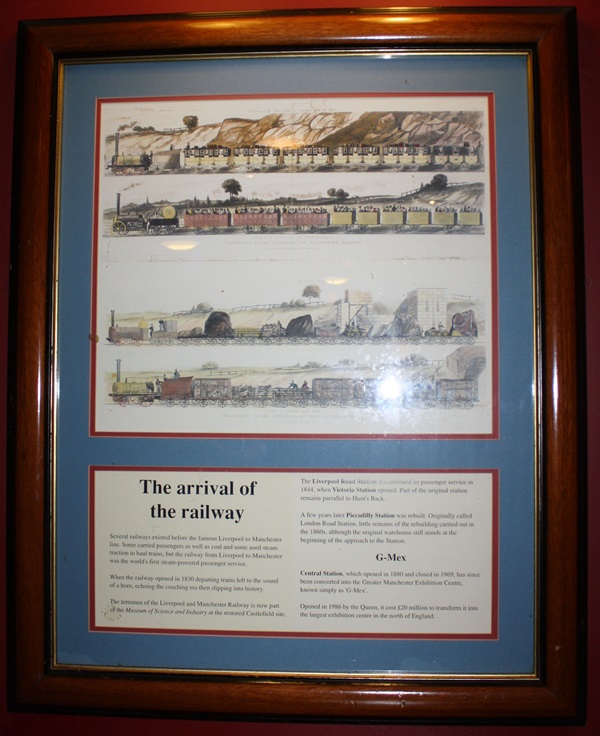 TRAVELLING ON THE LIVERPOOL AND MANCHESTER RAILWAY
The arrival of
the railway
Several railways existed before the famous Liverpool to Manchester
line. Some carried passengers as well as coal and some used steam
traction to haul trains, but the railway from Liverpool to Manchester
was the world's first steam-powered passenger service.
When the railway opened in 1830 departing trains left to the sound
of a horn, echoing the coaching era then slipping into history.
The terminus of the Liverpool and Manchester Railway is now part
of the Museum of Science and Industry at the restored Castlefield site.
The Liverpool Road Station discontinued its passenger service in
1844, when Victoria Station opened. Part of the original station
remains parrallel to Hunt's Back.
A few years later Piccadilly Station was rebuilt. Originally called
London Road Station, little remains of the rebuilding carried out in
the 1860s, although the original warehouse still stands at the
beginning of the approach to the Station.
G-Mex
Central Station, which opened in 1880 and closed in 1969, has since
been converted into the Greater Manchester Exhibition Centre,
known simply as 'G-Mex'.
Opened in 1986 by the Queen, it cost £20 million to transform it into
the largest exhibition centre in the north of England.